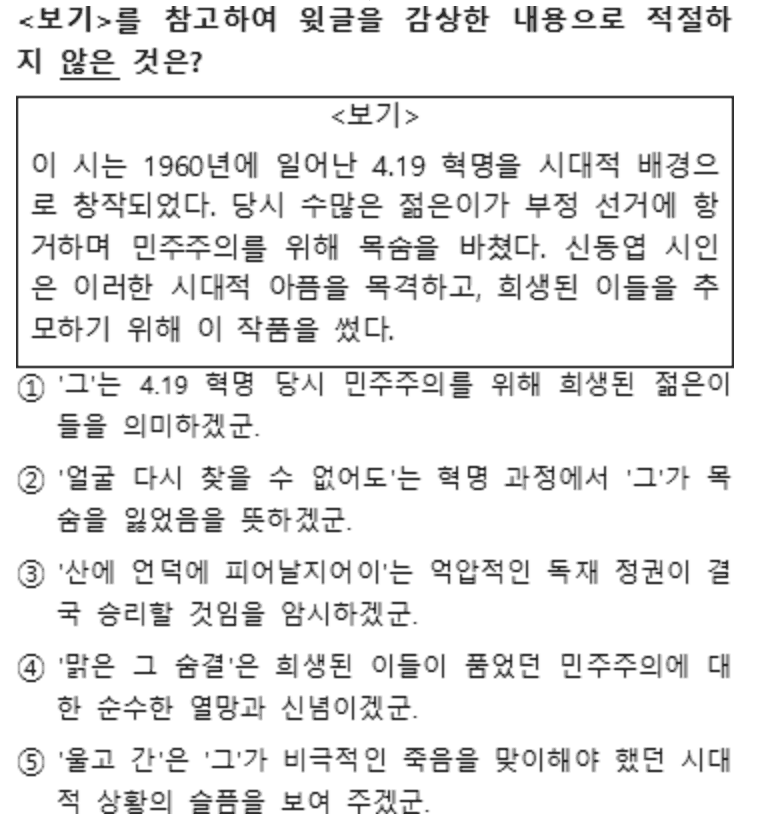 <보기>를 참고하여 윗글을 감상한 내용으로 적절하
지 않은 것은?
<보기>
이 시는 1960년에 일어난 4.19 혁명을 시대적 배경으
로 창작되었다. 당시 수많은 젊은이가 부정 선거에 항
거하며 민주주의를 위해 목숨을 바쳤다. 신동엽 시인
은 이러한 시대적 아픔을 목격하고, 희생된 이들을 추
모하기 위해 이 작품을 썼다.
① '그'는 4.19 혁명 당시 민주주의를 위해 희생된 젊은이
들을 의미하겠군.
② '얼굴 다시 찾을 수 없어도'는 혁명 과정에서 '그'가 목
숨을 잃었음을 뜻하겠군.
③ '산에 언덕에 피어날지어이'는 억압적인 독재 정권이 결
국 승리할 것임을 암시하겠군.
④ '맑은 그 숨결'은 희생된 이들이 품었던 민주주의에 대
한 순수한 열망과 신념이겠군.
⑤ '울고 간'은 '그'가 비극적인 죽음을 맞이해야 했던 시대
적 상황의 슬픔을 보여 주겠군.